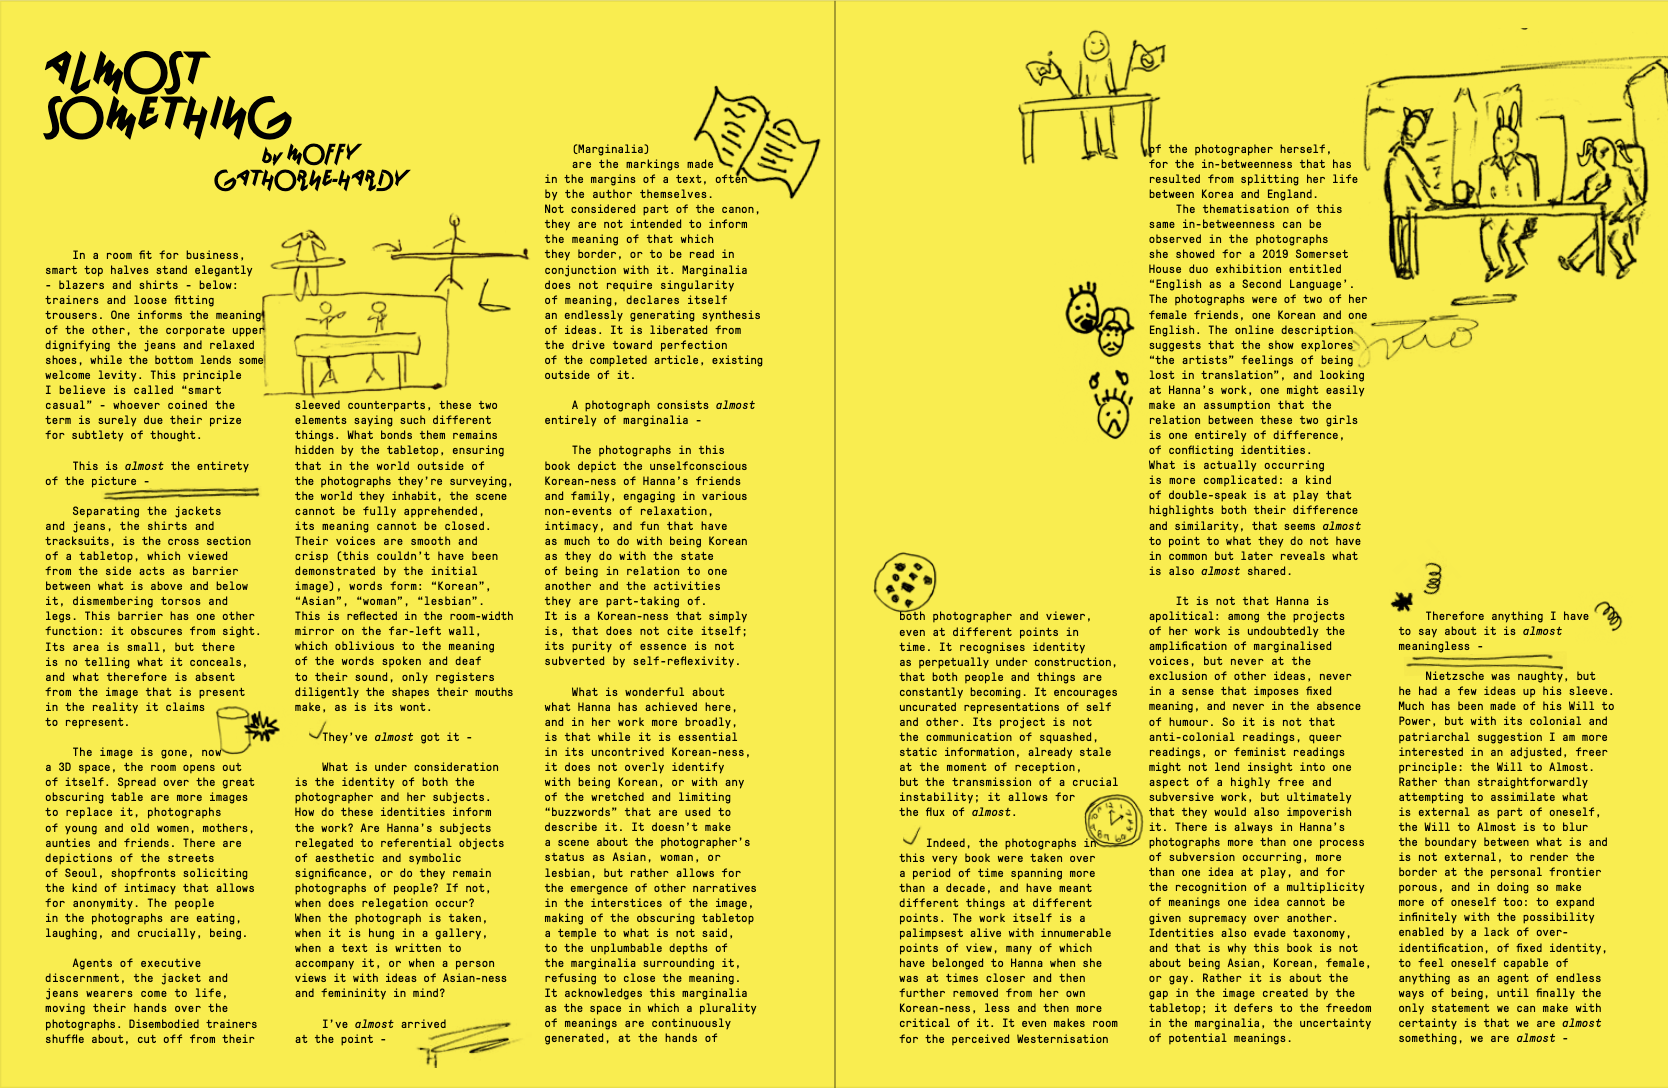 ALMOST
SOMETHING
by MOFFY
GATHORNE-HARDY
In a room fit for business,
smart top halves stand elegantly
- blazers and shirts - below:
trainers and loose fitting
trousers. One informs the meaning
of the other, the corporate upper
dignifying the jeans and relaxed
shoes, while the bottom lends some
welcome levity. This principle
I believe is called “smart
casual” - whoever coined the
term is surely due their prize
for subtlety of thought.
This is almost the entirety
of the picture -
Separating the jackets
and jeans, the shirts and
tracksuits, is the cross section
of a tabletop, which viewed
from the side acts as barrier
between what is above and below
it, dismembering torsos and
legs. This barrier has one other
function: it obscures from sight.
Its area is small, but there
is no telling what it conceals,
and what therefore is absent
from the image that is present
in the reality it claims
to represent.
The image is gone, now
a 3D space, the room opens out
of itself. Spread over the great
obscuring table are more images
to replace it, photographs
of young and old women, mothers,
aunties and friends. There are
depictions of the streets
of Seoul, shopfronts soliciting
the kind of intimacy that allows
for anonymity. The people
in the photographs are eating,
laughing, and crucially, being.
Agents of executive
discernment, the jacket and
jeans wearers come to life,
moving their hands over the
photographs. Disembodied trainers
shuffle about, cut off from their
sleeved counterparts, these two
elements saying such different
things. What bonds them remains
hidden by the tabletop, ensuring
that in the world outside of
the photographs they’re surveying,
the world they inhabit, the scene
cannot be fully apprehended,
its meaning cannot be closed.
Their voices are smooth and
crisp (this couldn’t have been
demonstrated by the initial
image), words form: “Korean”,
“Asian”, “woman”, “lesbian”.
This is reflected in the room-width
mirror on the far-left wall,
which oblivious to the meaning
of the words spoken and deaf
to their sound, only registers
diligently the shapes their mouths
make, as is its wont.
They’ve almost got it -
What is under consideration
is the identity of both the
photographer and her subjects.
How do these identities inform
the work? Are Hanna’s subjects
relegated to referential objects
of aesthetic and symbolic
significance, or do they remain
photographs of people? If not,
when does relegation occur?
When the photograph is taken,
when it is hung in a gallery,
when a text is written to
accompany it, or when a person
views it with ideas of Asian-ness
and femininity in mind?
I’ve almost arrived
at the point -
(Marginalia)
are the markings made
in the margins of a text, often
by the author themselves.
Not considered part of the canon,
they are not intended to inform
the meaning of that which
they border, or to be read in
conjunction with it. Marginalia
does not require singularity
of meaning, declares itself
an endlessly generating synthesis
of ideas. It is liberated from
the drive toward perfection
of the completed article, existing
outside of it.
A photograph consists almost
entirely of marginalia -
The photographs in this
book depict the unselfconscious
Korean-ness of Hanna’s friends
and family, engaging in various
non-events of relaxation,
intimacy, and fun that have
as much to do with being Korean
as they do with the state
of being in relation to one
another and the activities
they are part-taking of.
It is a Korean-ness that simply
is, that does not cite itself;
its purity of essence is not
subverted by self-reflexivity.
What is wonderful about
what Hanna has achieved here,
and in her work more broadly,
is that while it is essential
in its uncontrived Korean-ness,
it does not overly identify
with being Korean, or with any
of the wretched and limiting
“buzzwords” that are used to
describe it. It doesn’t make
a scene about the photographer’s
status as Asian, woman, or
lesbian, but rather allows for
the emergence of other narratives
in the interstices of the image,
making of the obscuring tabletop
a temple to what is not said,
to the unplumbable depths of
the marginalia surrounding it,
refusing to close the meaning.
It acknowledges this marginalia
as the space in which a plurality
of meanings are continuously
generated, at the hands of
both photographer and viewer,
even at different points in
time. It recognises identity
as perpetually under construction,
that both people and things are
constantly becoming. It encourages
uncurated representations of self
and other. Its project is not
the communication of squashed,
static information, already stale
at the moment of reception,
but the transmission of a crucial
instability; it allows for
the flux of almost.
Indeed, the photographs in
this very book were taken over
a period of time spanning more
than a decade, and have meant
different things at different
points. The work itself is a
palimpsest alive with innumerable
points of view, many of which
have belonged to Hanna when she
was at times closer and then
further removed from her own
Korean-ness, less and then more
critical of it. It even makes room
for the perceived Westernisation
of the photographer herself,
for the in-betweenness that has
resulted from splitting her life
between Korea and England.
The thematisation of this
same in-betweenness can be
observed in the photographs
she showed for a 2019 Somerset
House duo exhibition entitled
“English as a Second Language’.
The photographs were of two of her
female friends, one Korean and one
English. The online description
suggests that the show explores
“the artists” feelings of being
lost in translation”, and looking
at Hanna’s work, one might easily
make an assumption that the
relation between these two girls
is one entirely of difference,
of conflicting identities.
What is actually occurring
is more complicated: a kind
of double-speak is at play that
highlights both their difference
and similarity, that seems almost
to point to what they do not have
in common but later reveals what
is also almost shared.
It is not that Hanna is
apolitical: among the projects
of her work is undoubtedly the
amplification of marginalised
voices, but never at the
exclusion of other ideas, never
in a sense that imposes fixed
meaning, and never in the absence
of humour. So it is not that
anti-colonial readings, queer
readings, or feminist readings
might not lend insight into one
aspect of a highly free and
subversive work, but ultimately
that they would also impoverish
it. There is always in Hanna’s
photographs more than one process
of subversion occurring, more
than one idea at play, and for
the recognition of a multiplicity
of meanings one idea cannot be
given supremacy over another.
Identities also evade taxonomy,
and that is why this book is not
about being Asian, Korean, female,
or gay. Rather it is about the
gap in the image created by the
tabletop; it defers to the freedom
in the marginalia, the uncertainty
of potential meanings.
Therefore anything I have
to say about it is almost
meaningless -
Nietzsche was naughty, but
he had a few ideas up his sleeve.
Much has been made of his Will to
Power, but with its colonial and
patriarchal suggestion I am more
interested in an adjusted, freer
principle: the Will to Almost.
Rather than straightforwardly
attempting to assimilate what
is external as part of oneself,
the Will to Almost is to blur
the boundary between what is and
is not external, to render the
border at the personal frontier
porous, and in doing so make
more of oneself too: to expand
infinitely with the possibility
enabled by a lack of over-
identification, of fixed identity,
to feel oneself capable of
anything as an agent of endless
ways of being, until finally the
only statement we can make with
certainty is that we are almost
something, we are almost -